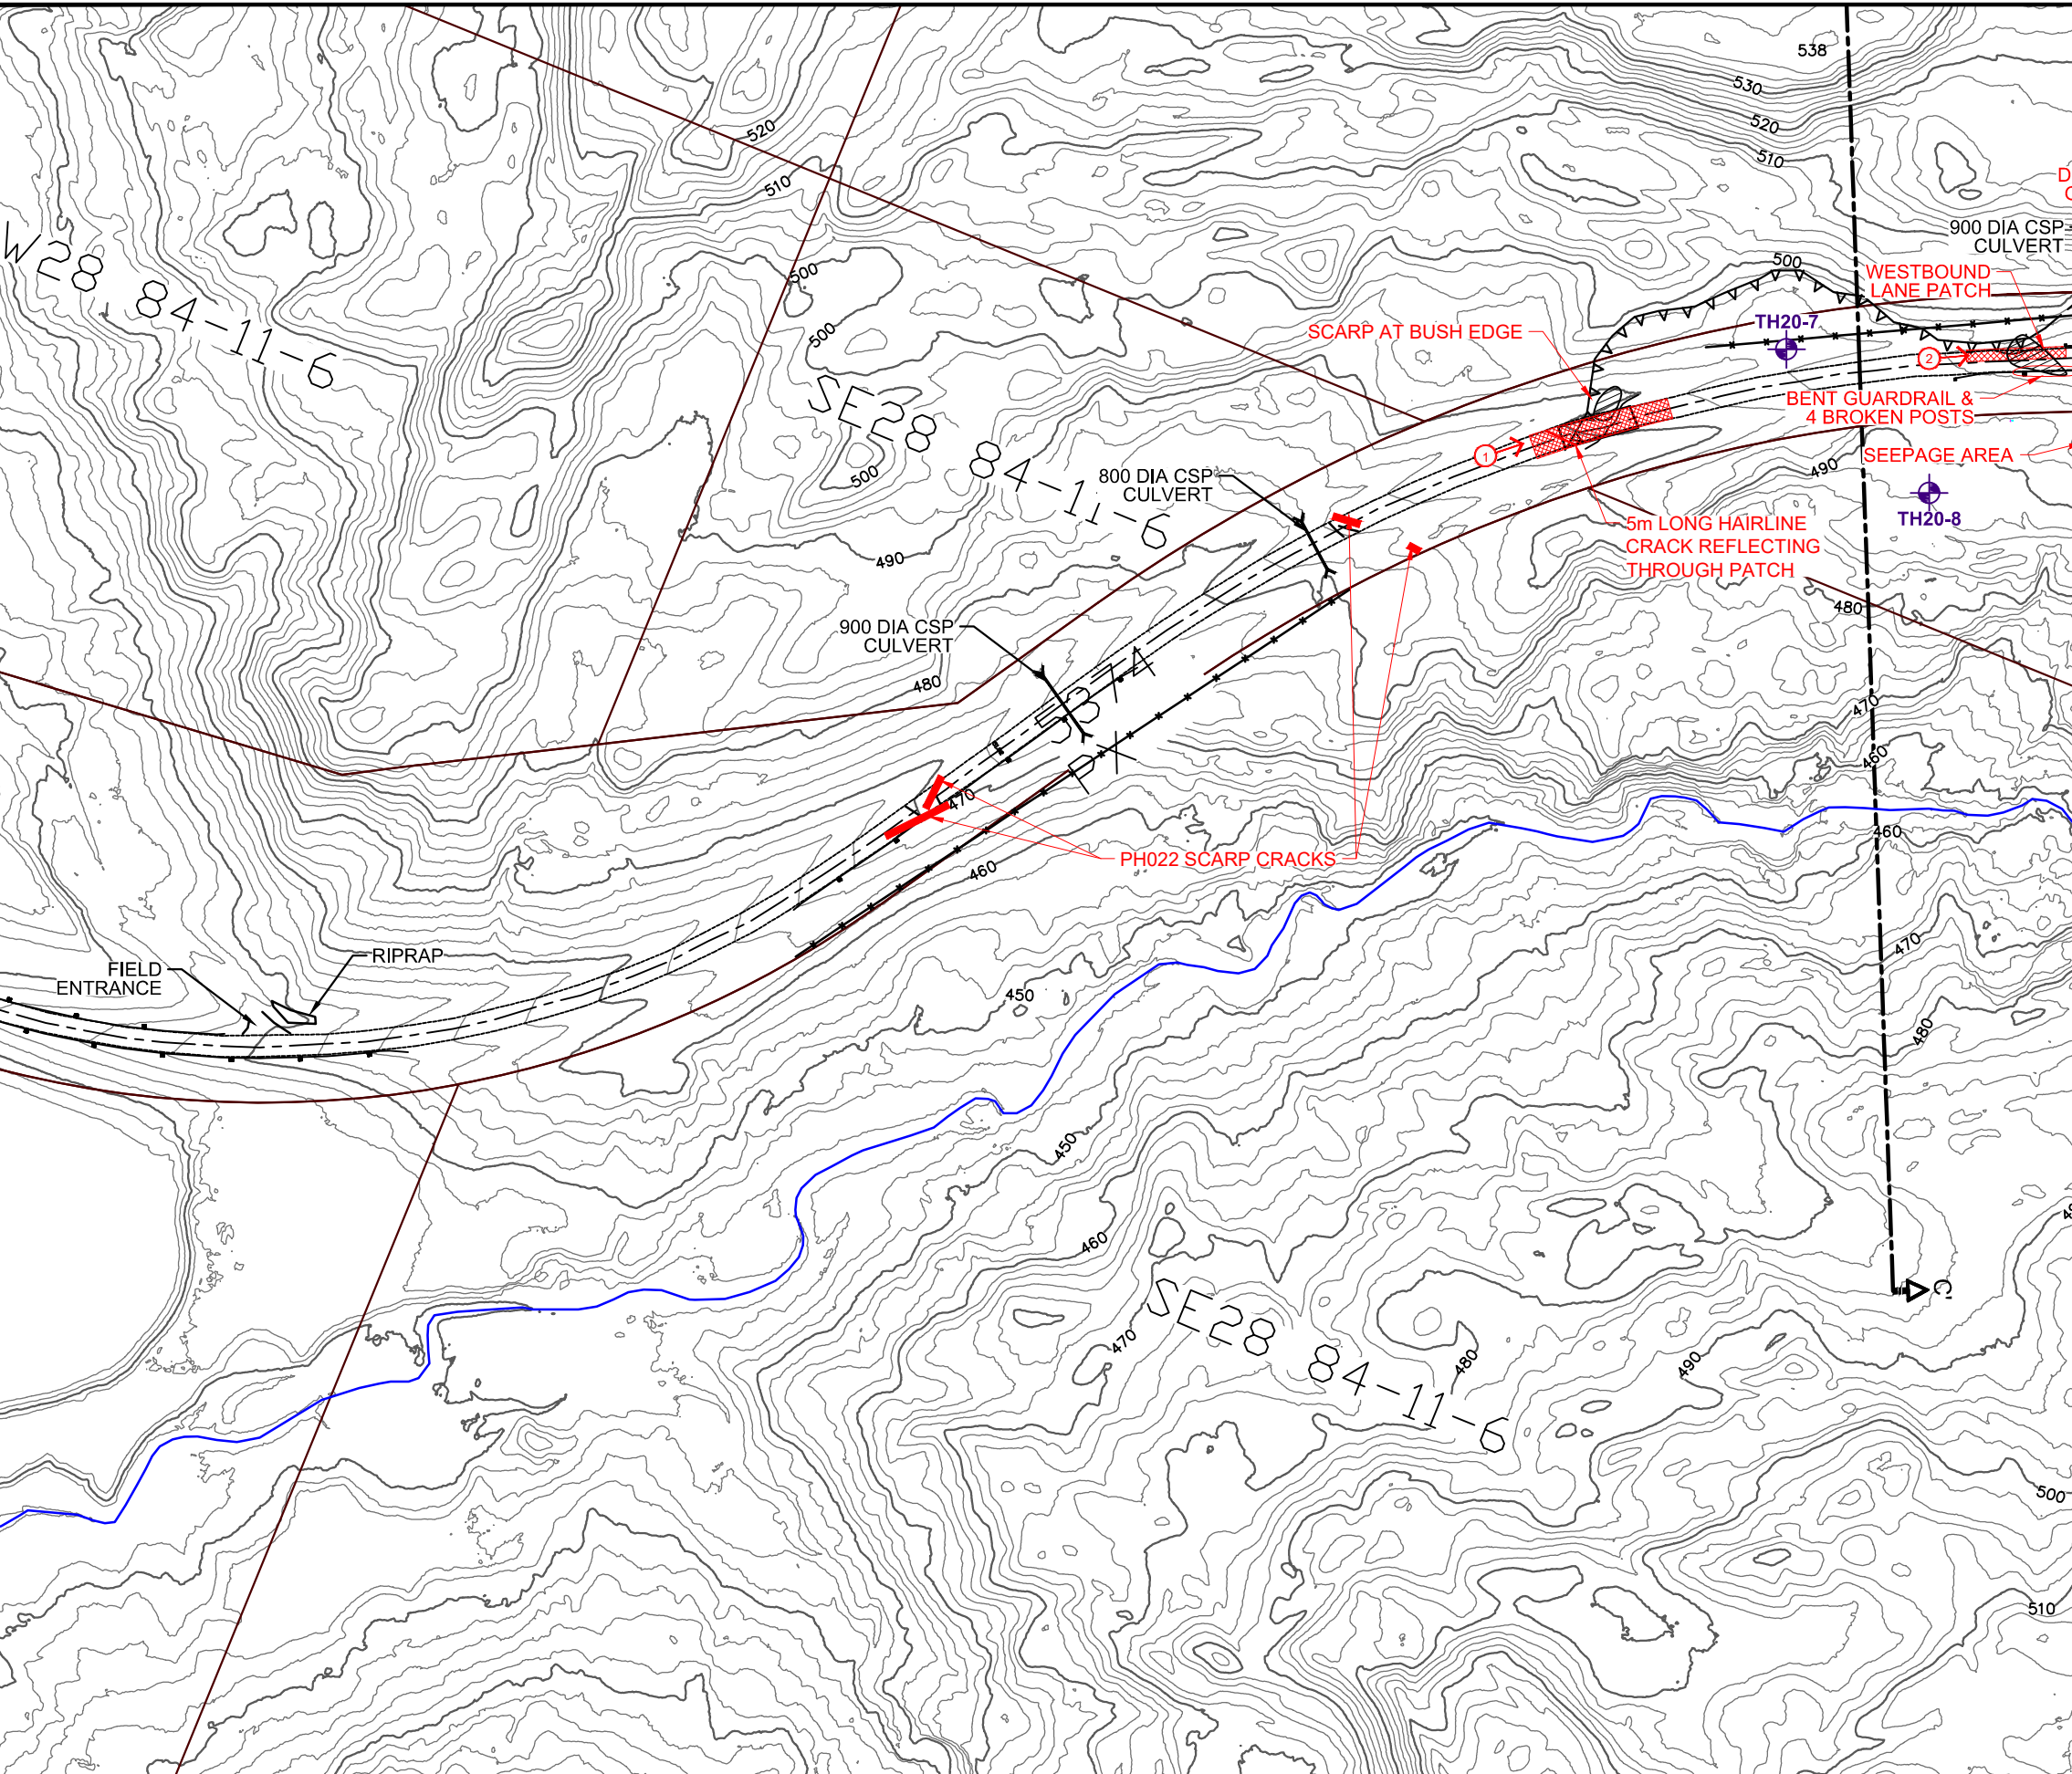 538
530
520
510
520
510
500
500
500
W28 84-11-6
SE28 84-11-6
900 DIA CSP
CULVERT
500
WESTBOUND
LANE PATCH
TH20-7
SCARP AT BUSH EDGE
2
BENT GUARDRAIL &
4 BROKEN POSTS
1
SEEPAGE AREA
490
TH20-8
800 DIA CSP
CULVERT
5m LONG HAIRLINE
CRACK REFLECTING
THROUGH PATCH
490
480
900 DIA CSP
CULVERT
480
5374
PX
470
460
470
460
PH022 SCARP CRACKS
460
RIPRAP
FIELD
ENTRANCE
450
470
480
450
460
C'
SE28 84-11-6
470
480
490
500
510